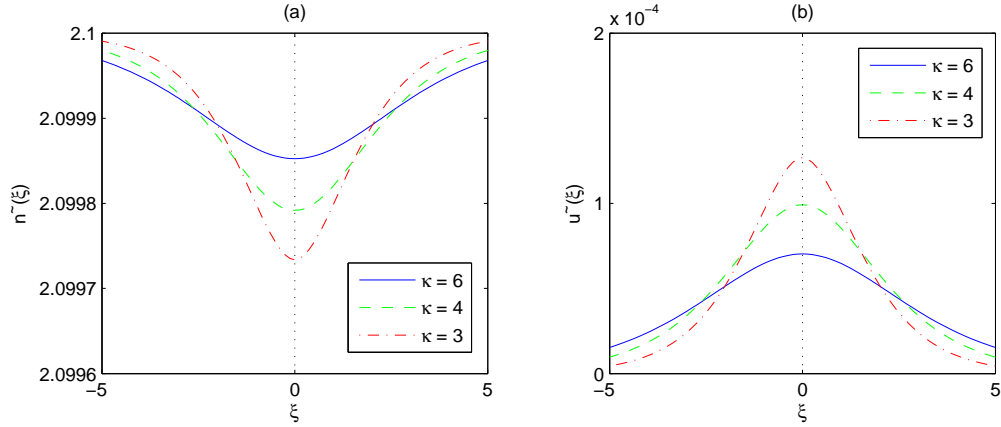 (a)
2.1
2.0999
2.0998
2.0997
2.0996
n~(ξ)
κ = 6
κ = 4
κ = 3
−5
0
5
ξ
(b)
x 10−4
2
1
0
u~(ξ)
κ = 6
κ = 4
κ = 3
−5
0
5
ξ